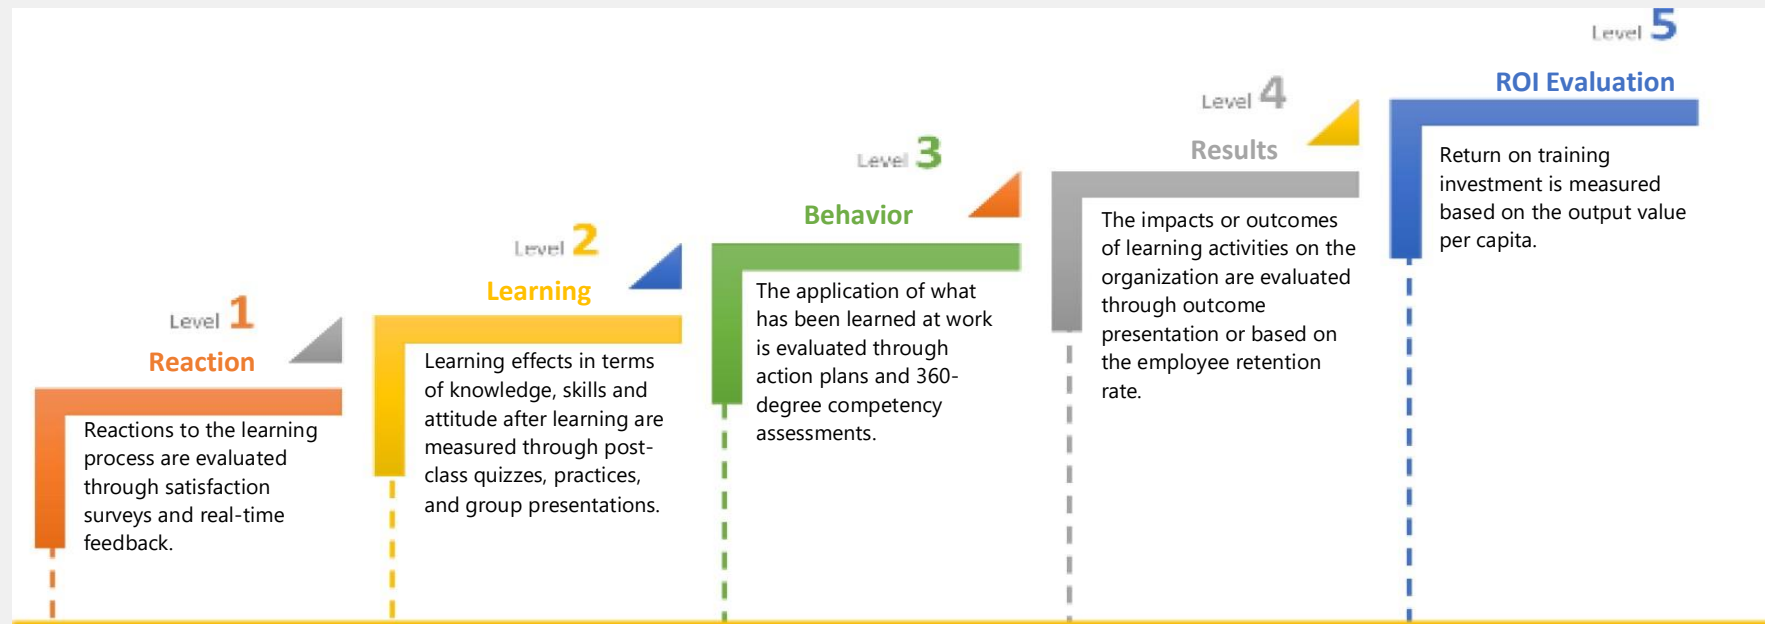 Level 1
Reaction
Reactions to the learning
process are evaluated
through satisfaction
surveys and real-time
feedback.
Level 2
Learning
Learning effects in terms
of knowledge, skills and
attitude after learning are
measured through post-
class quizzes, practices,
and group presentations.
Level 3
Behavior
The application of what
has been learned at work
is evaluated through
action plans and 360-
degree competency
assessments.
Level 4
Results
The impacts or outcomes
of learning activities on the
organization are evaluated
through outcome
presentation or based on
the employee retention
rate.
Level 5
ROI Evaluation
Return on training
investment is measured
based on the output value
per capita.